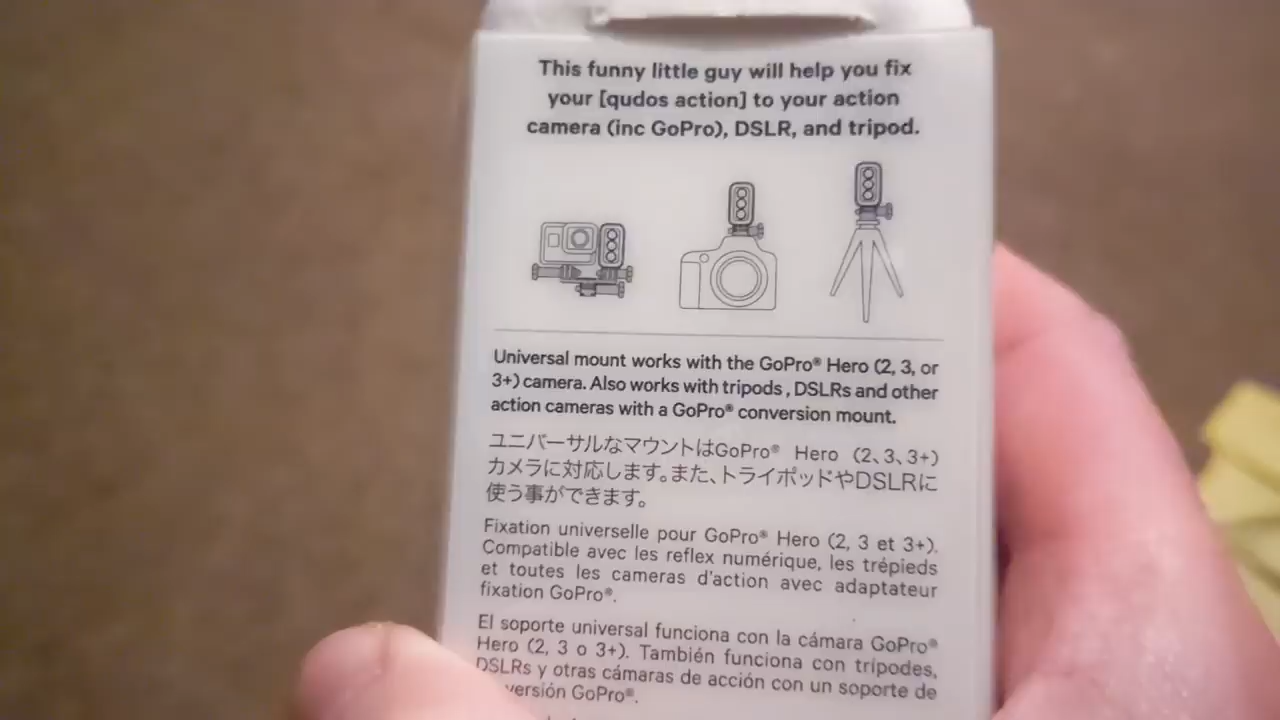 This funny little guy will help you fix
your [qudos action] to your action
camera (inc GoPro), DSLR, and tripod.
Universal mount works with the GoPro® Hero (2, 3, or
3+) camera. Also works with tripods , DSLRs and other
action cameras with a GoPro® conversion mount.
ユニバーサルなマウントはGoPro® Hero (2、3、3+)
カメラに対応します。また、トライポッドやDSLRに
使う事ができます。
Fixation universelle pour GoPro® Hero (2, 3 et 3+).
Compatible avec les reflex numérique, les trépieds
et toutes les cameras d'action avec adaptateur
fixation GoPro®.
El soporte universal funciona con la cámara GoPro®
Hero (2, 3 o 3+). También funciona con trípodes,
DSLRs y otras cámaras de acción con un soporte de
versión GoPro®.